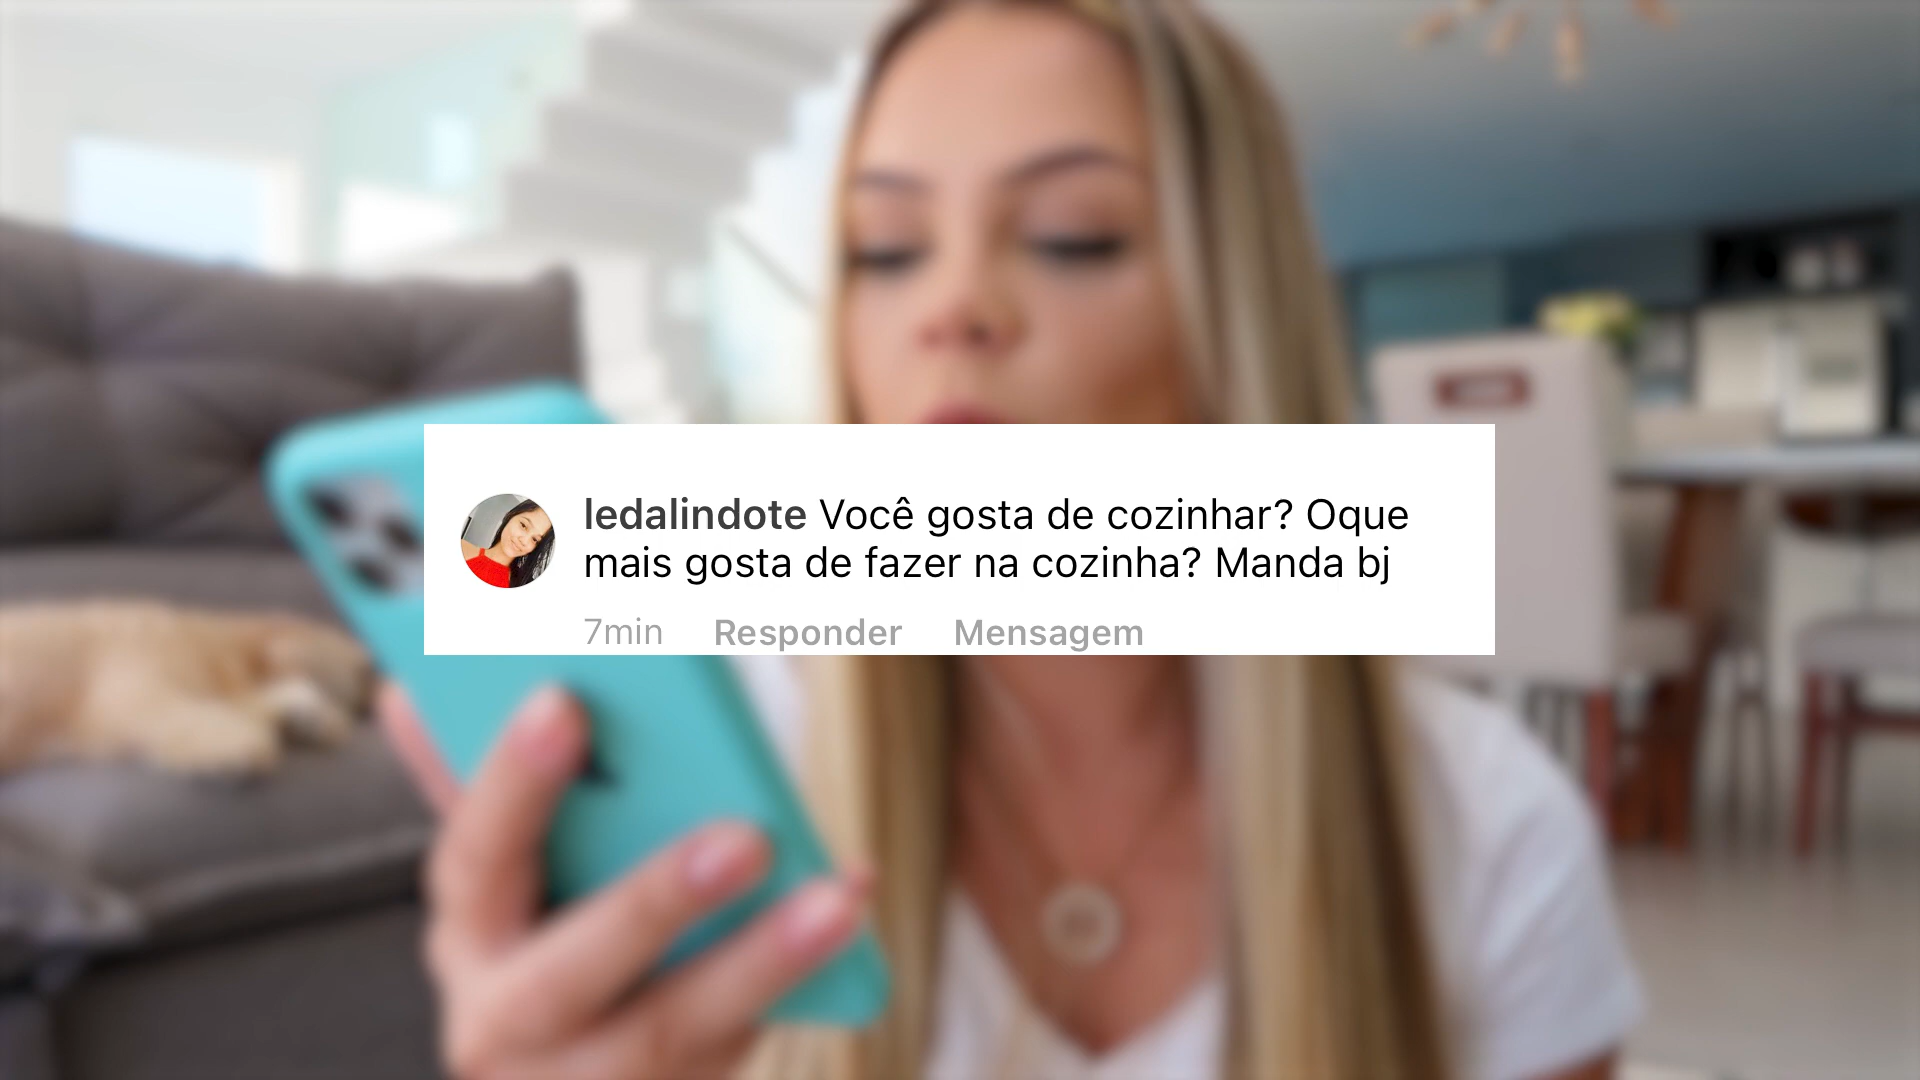 ledalindote Você gosta de cozinhar? Oque
mais gosta de fazer na cozinha? Manda bj
7min Responder Mensagem